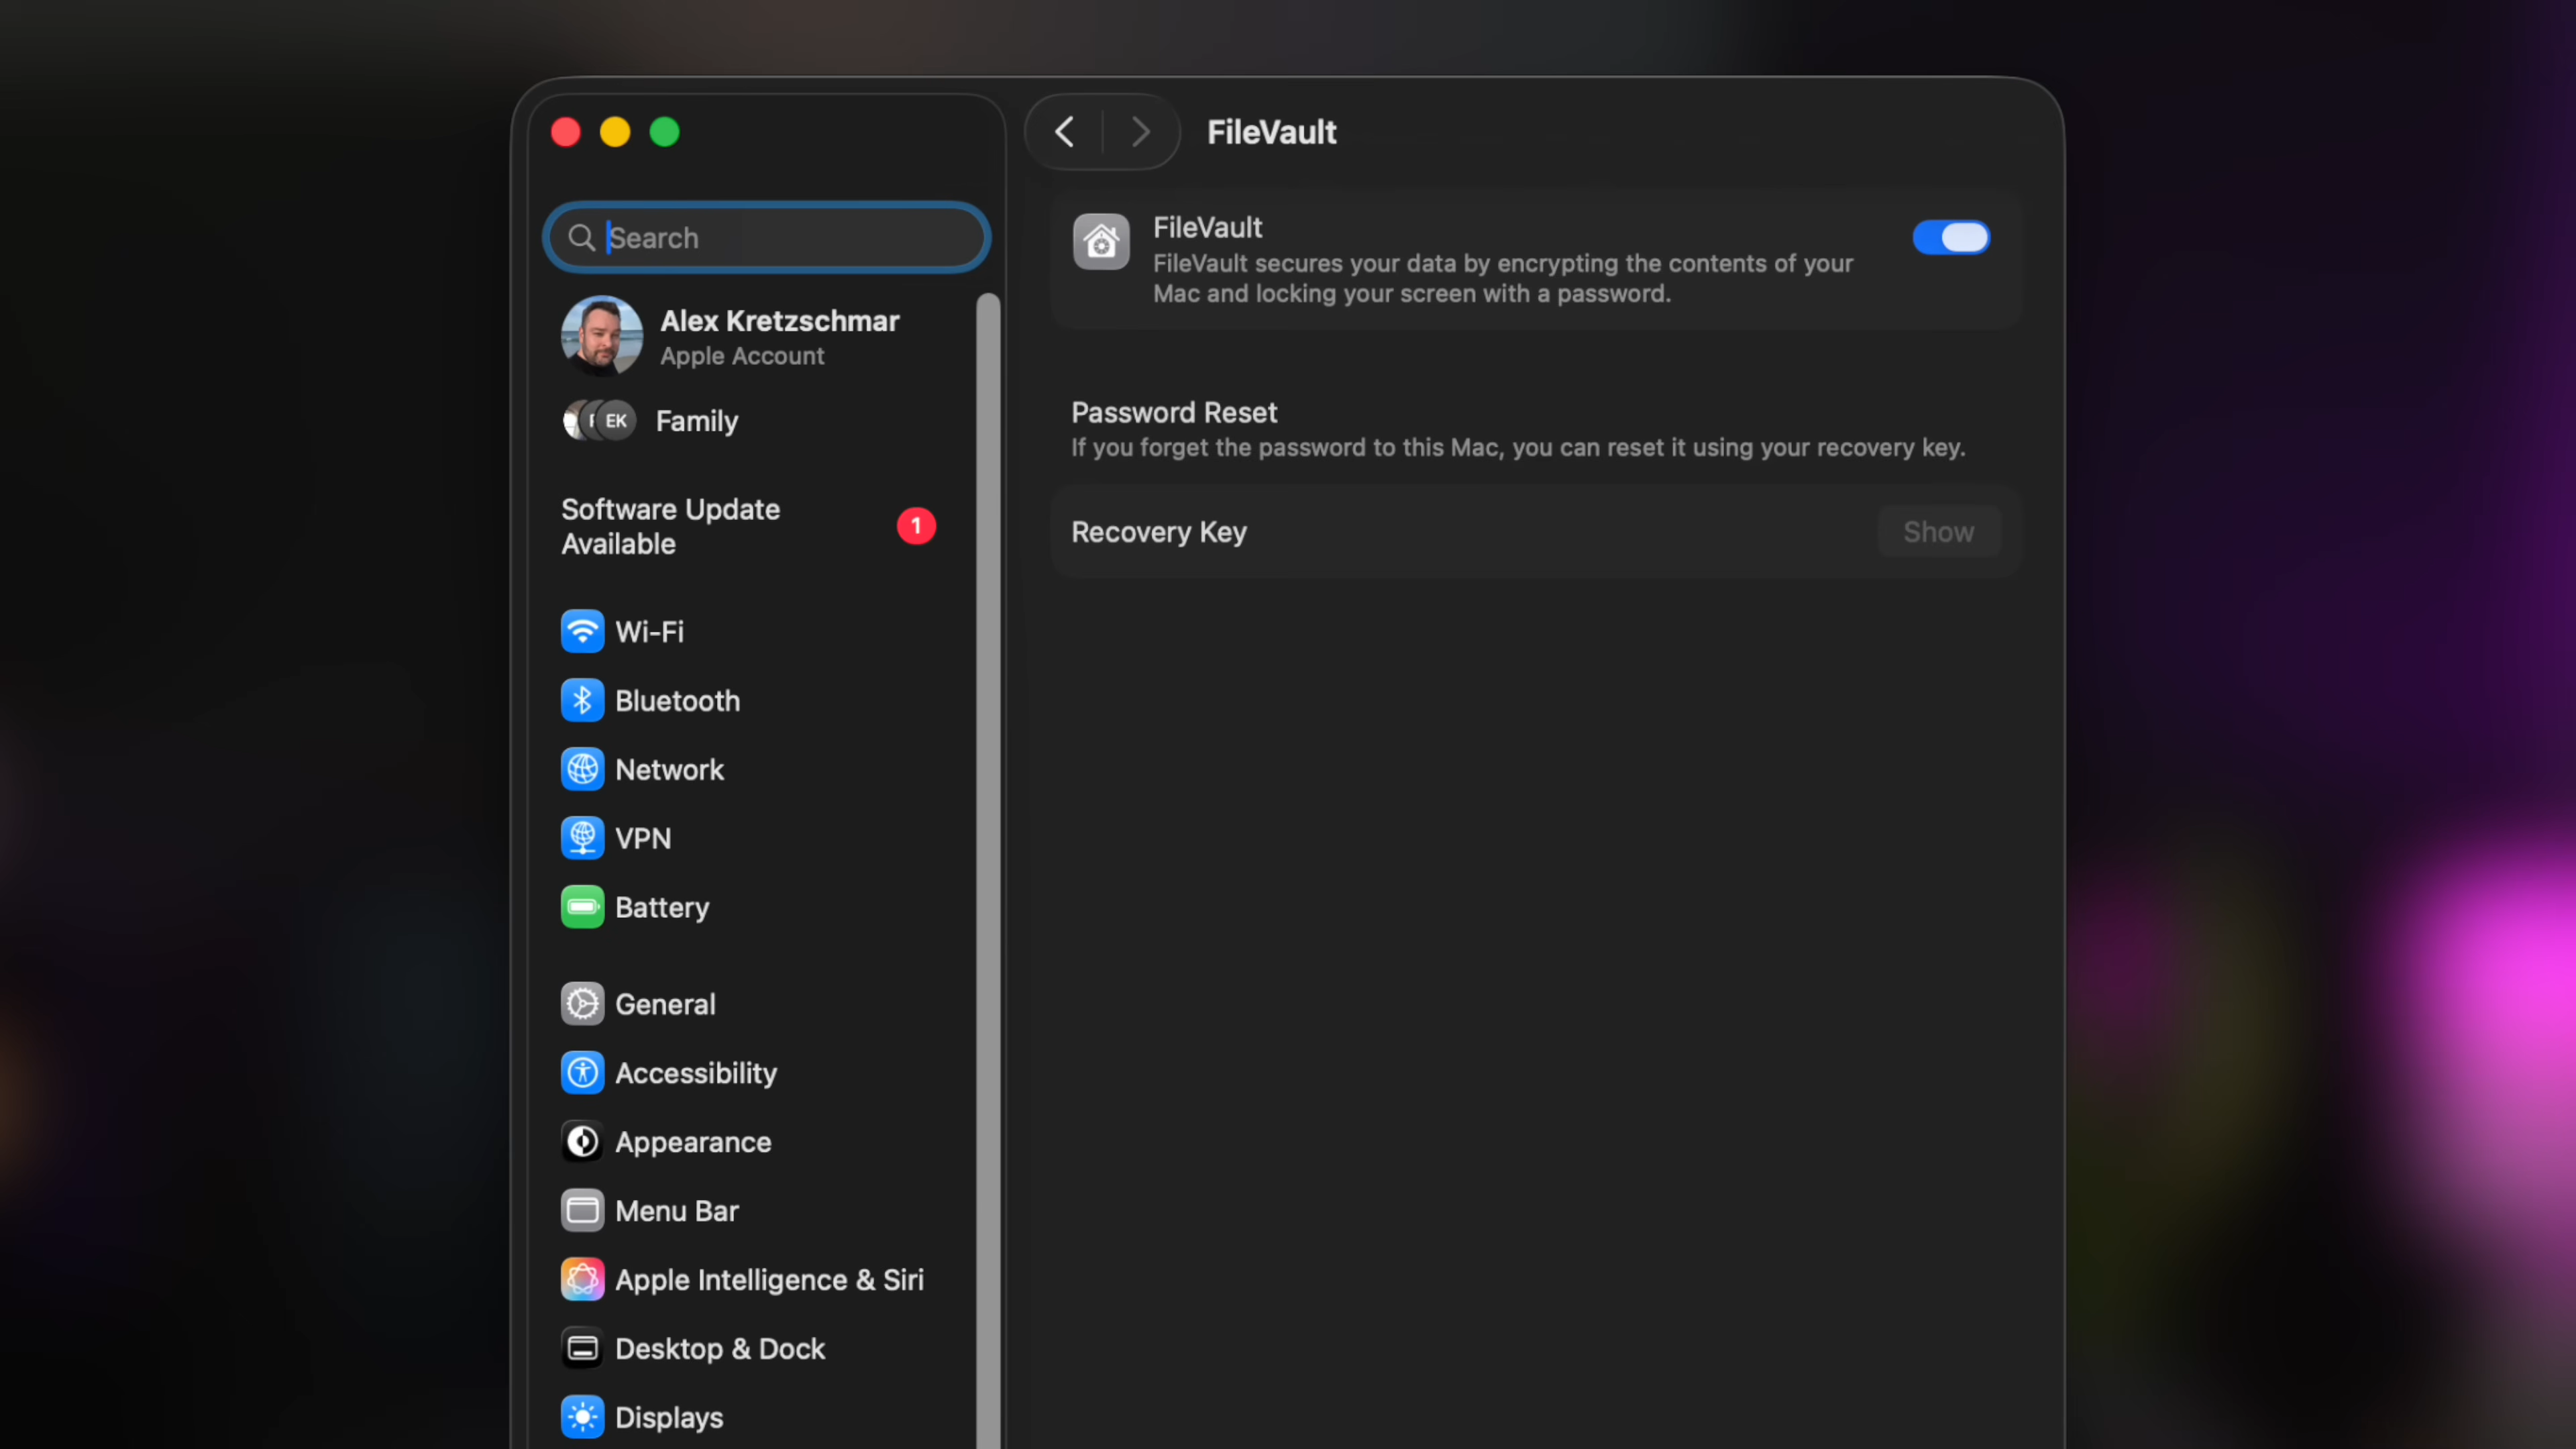 FileVault
Search
Alex Kretzschmar
Apple Account
EK
Family
Software Update
Available
1
Wi-Fi
Bluetooth
Network
VPN
Battery
General
Accessibility
Appearance
Menu Bar
Apple Intelligence & Siri
Desktop & Dock
Displays
FileVault
FileVault secures your data by encrypting the contents of your
Mac and locking your screen with a password.
Password Reset
If you forget the password to this Mac, you can reset it using your recovery key.
Recovery Key
Show